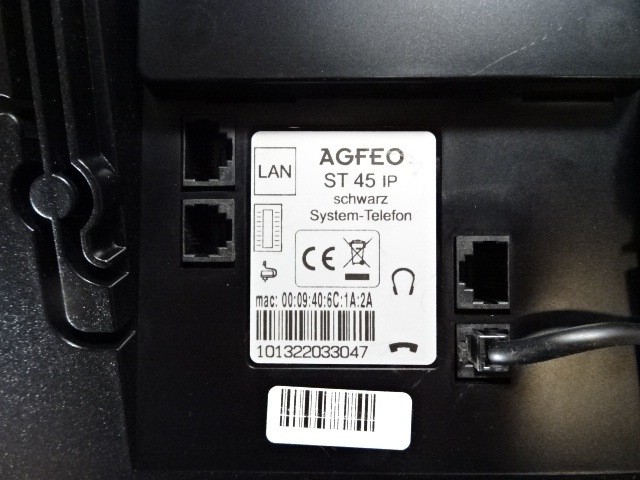 LAN
AGFEO
ST 45 IP
schwarz
System-Telefon
CE
mac: 00:09:40:6C:1A:2A
101322033047